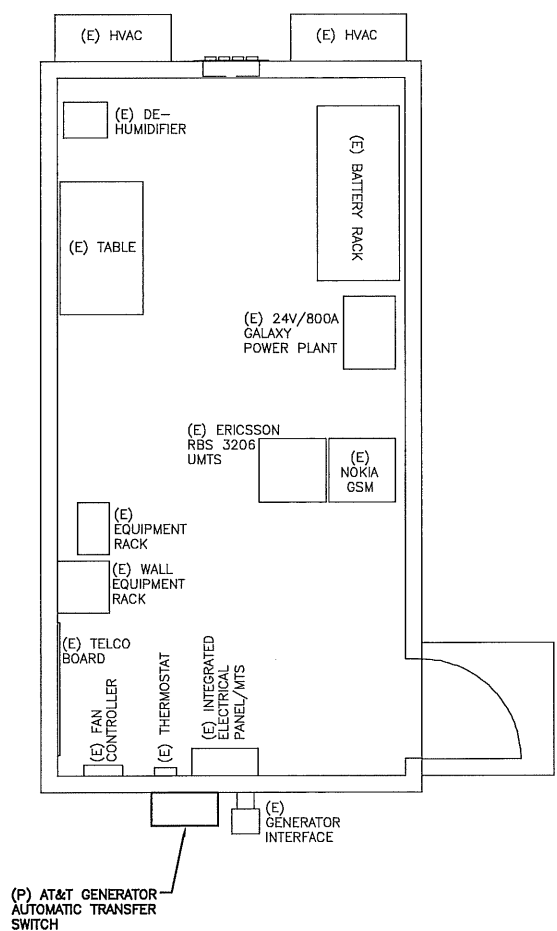 (E) HVAC
(E) HVAC
(E) DE-
HUMIDIFIER
(E) BATTERY RACK
(E) TABLE
(E) 24V/800A
GALAXY
POWER PLANT
(E) ERICSSON
RBS 3206
UMTS
(E)
NOKIA
GSM
(E)
EQUIPMENT
RACK
(E) WALL
EQUIPMENT
RACK
(E) TELCO
BOARD
(E) FAN
CONTROLLER
(E) THERMOSTAT
(E) INTEGRATED
ELECTRICAL
PANEL/MTS
(E)
GENERATOR
INTERFACE
(P) AT&T GENERATOR
AUTOMATIC TRANSFER
SWITCH